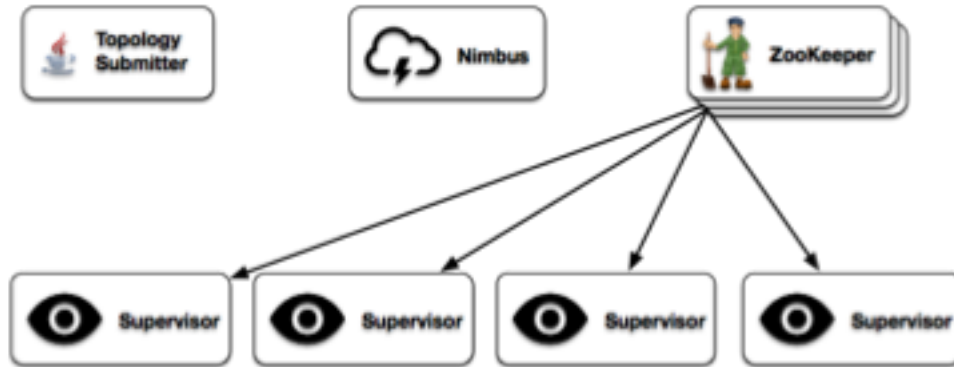 Topology
Submitter
Nimbus
ZooKeeper
Supervisor
Supervisor
Supervisor
Supervisor